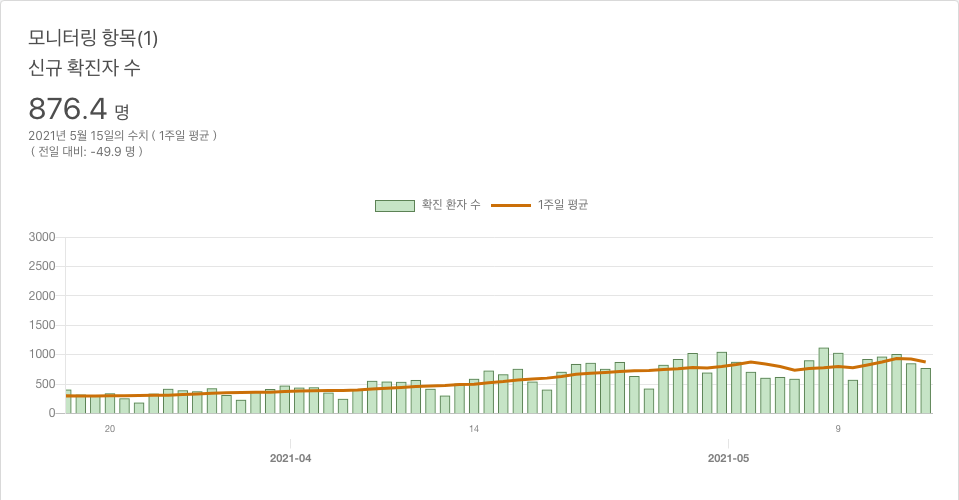 모니터링 항목(1)
신규 확진자 수
876.4 명
2021년 5월 15일의 수치 ( 1주일 평균 )
( 전일 대비: -49.9 명 )
확진 환자 수 1주일 평균
3000
2500
2000
1500
1000
500
0
20 14 9
2021-04 2021-05